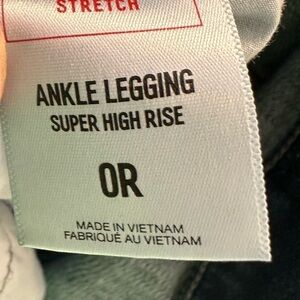 STRETCH
ANKLE LEGGING
SUPER HIGH RISE
0R
MADE IN VIETNAM
FABRIQUÉ AU VIETNAM